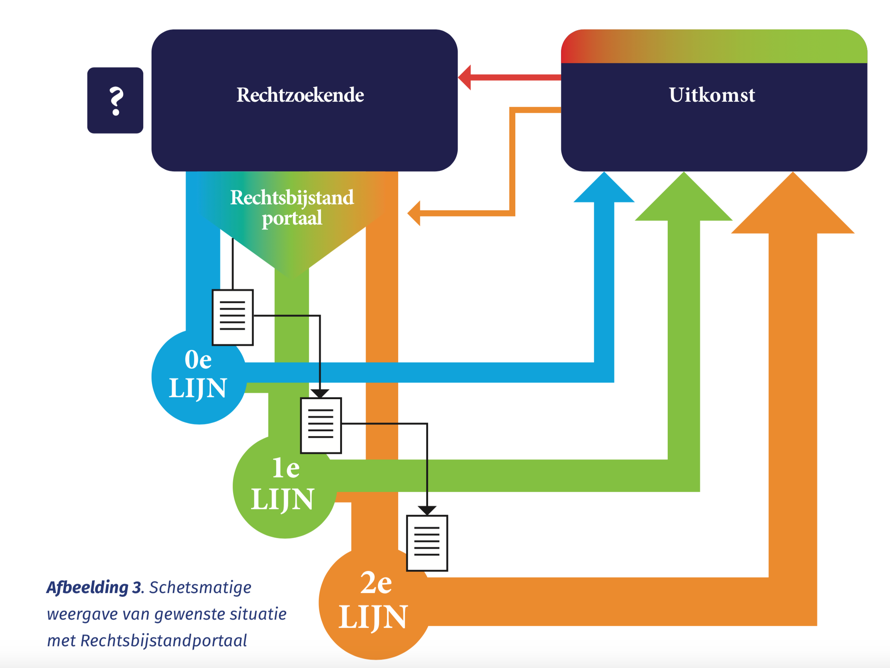 ?
Rechtzoekende
Uitkomst
Rechtsbijstand
portaal
0e
LIJN
1e
LIJN
2e
LIJN
Afbeelding 3. Schetsmatige
weergave van gewenste situatie
met Rechtsbijstandportaal